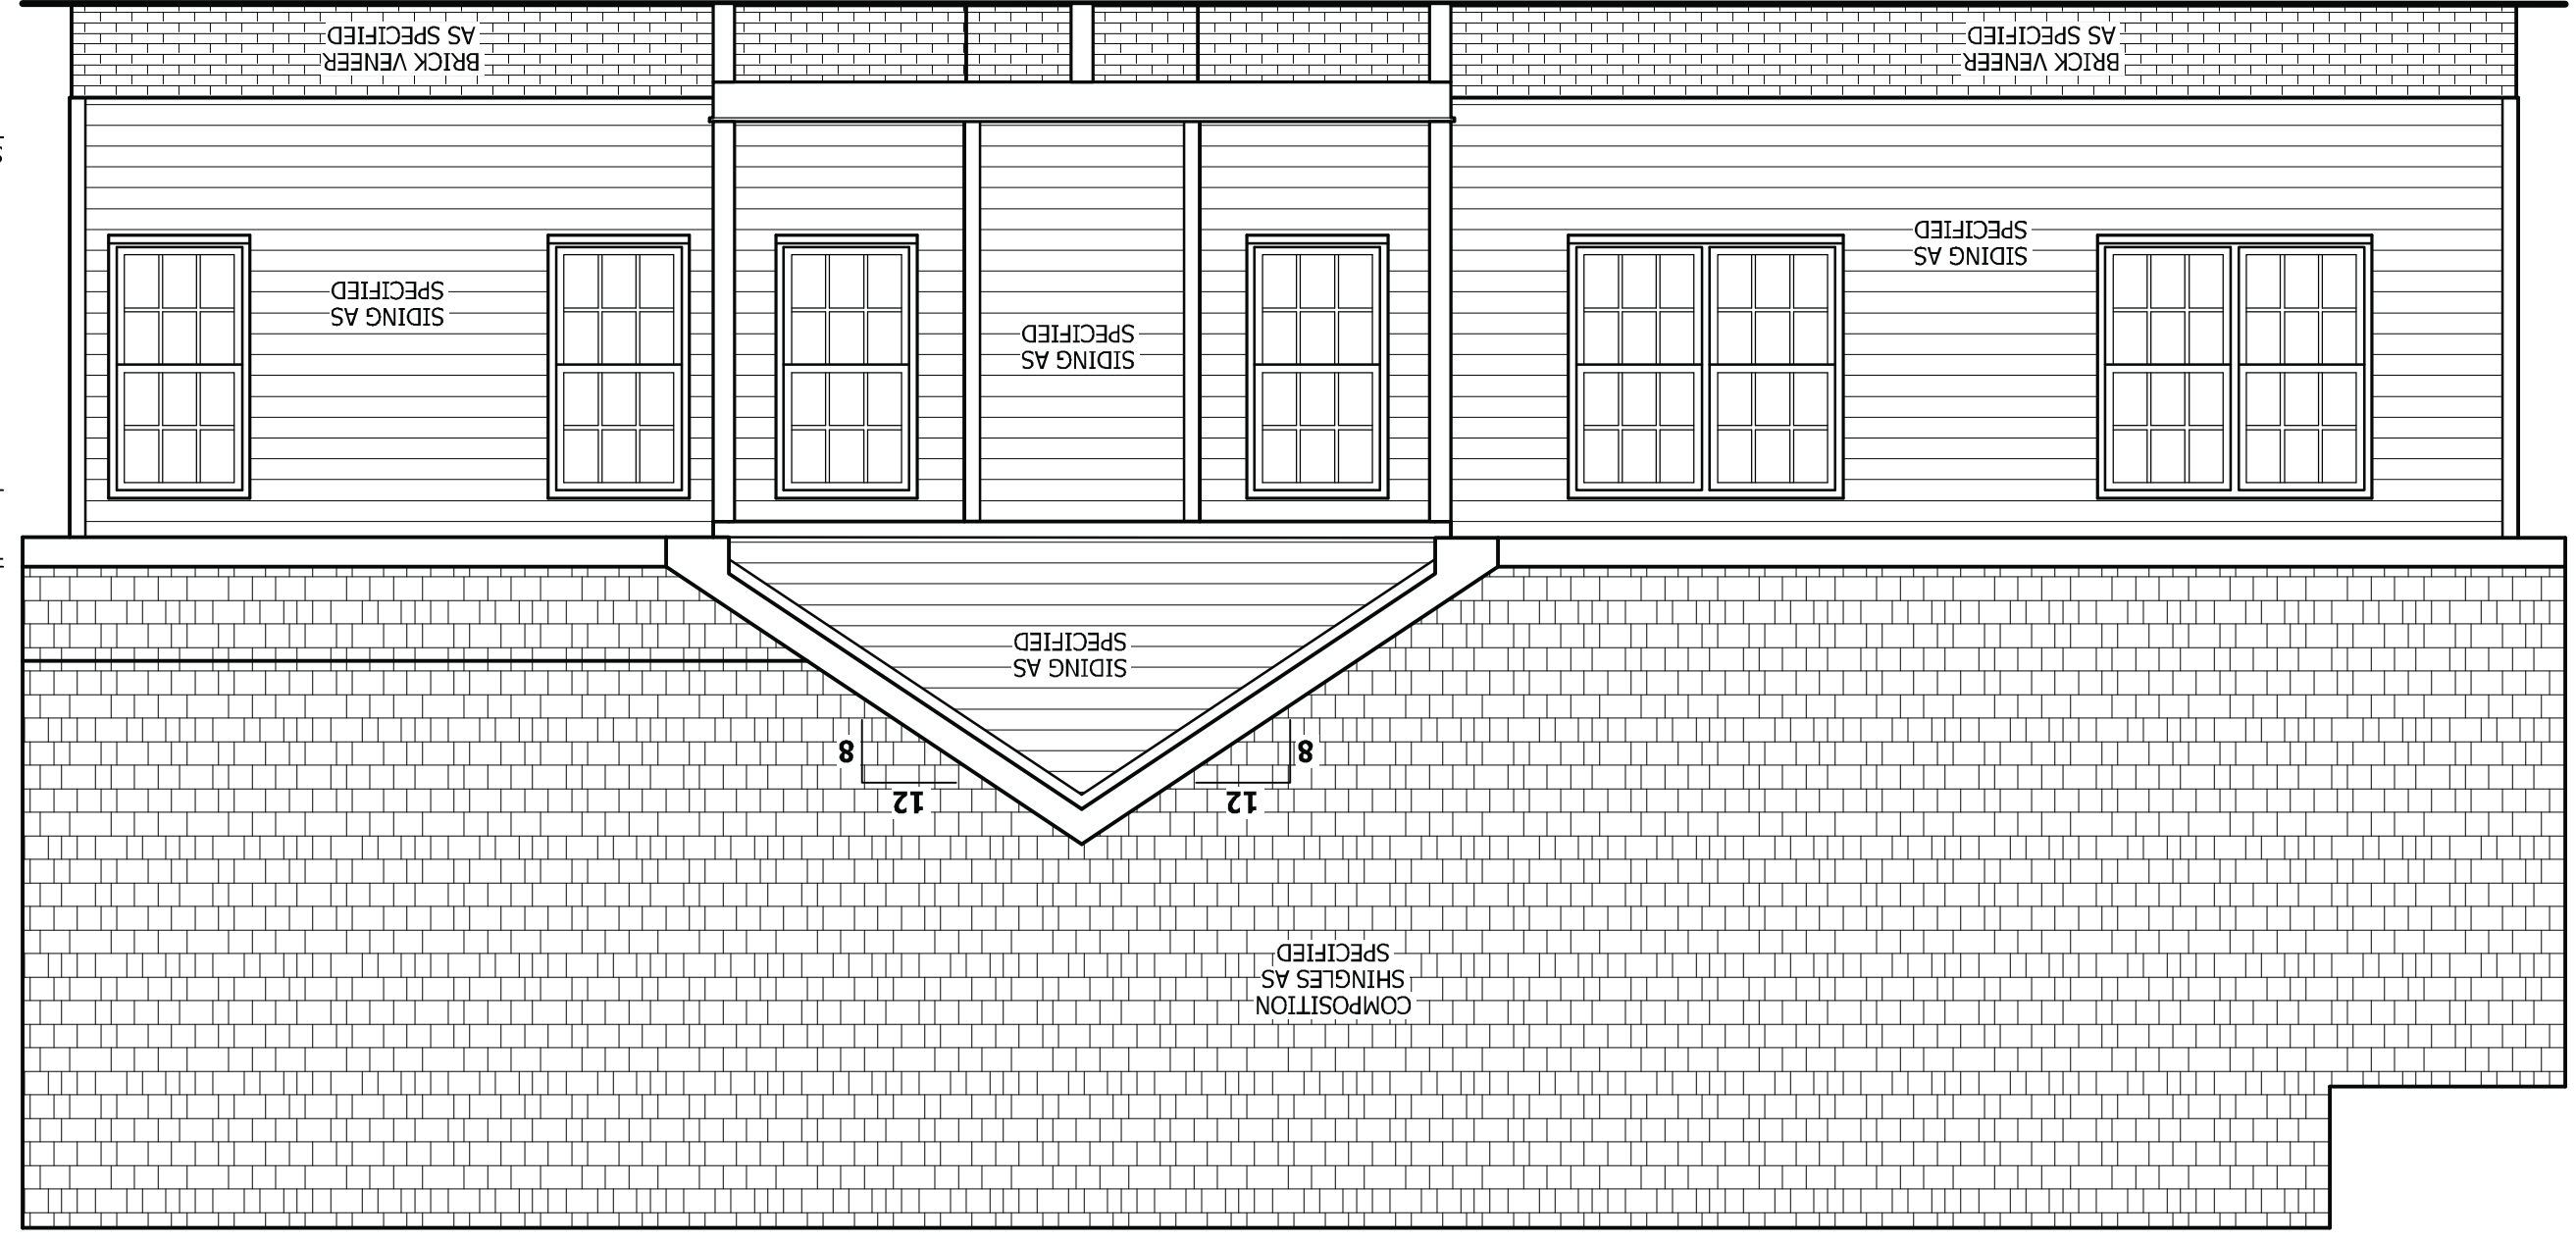 COMPOSITION
SHINGLES AS
SPECIFIED
12
8
12
8
SIDING AS
SPECIFIED
SIDING AS
SPECIFIED
SIDING AS
SPECIFIED
SIDING AS
SPECIFIED
BRICK VENEER
AS SPECIFIED
BRICK VENEER
AS SPECIFIED